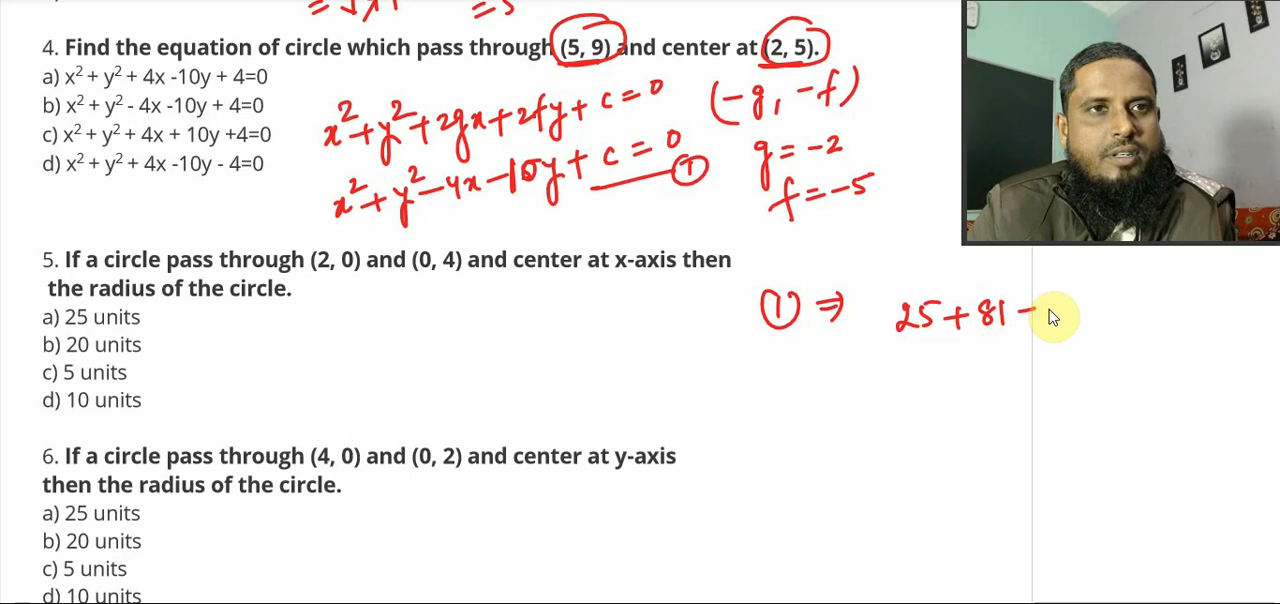 = 5
4. Find the equation of circle which pass through (5, 9) and center at (2, 5).
a) x² + y² + 4x -10y + 4=0
b) x² + y² - 4x -10y + 4=0
c) x² + y² + 4x + 10y +4=0
d) x² + y² + 4x -10y - 4=0
x² + y² + 2gx + 2fy + c = 0
(-g, -f)
x² + y² - 4x - 10y + c = 0 ①
g = -2
f = -5
5. If a circle pass through (2, 0) and (0, 4) and center at x-axis then
the radius of the circle.
a) 25 units
b) 20 units
c) 5 units
d) 10 units
① ⇒ 25 + 81 -
6. If a circle pass through (4, 0) and (0, 2) and center at y-axis
then the radius of the circle.
a) 25 units
b) 20 units
c) 5 units
d) 10 units